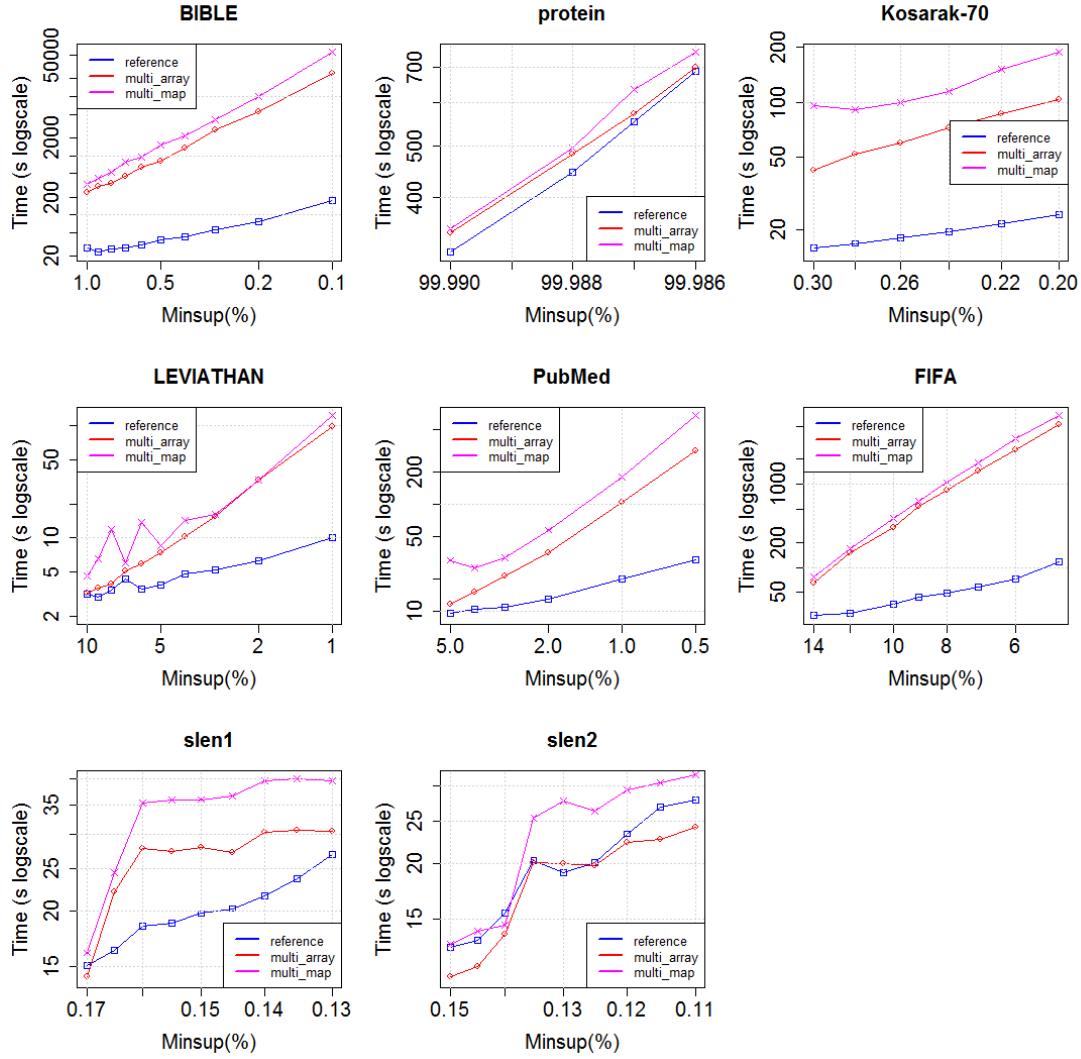 BIBLE
Time (s logscale)
50000
2000
200
20
reference
multi_array
multi_map
1.0 0.5 0.2 0.1
Minsup(%)
protein
Time (s logscale)
700
500
400
reference
multi_array
multi_map
99.990 99.988 99.986
Minsup(%)
Kosarak-70
Time (s logscale)
200
100
50
20
reference
multi_array
multi_map
0.30 0.26 0.22 0.20
Minsup(%)
LEVIATHAN
Time (s logscale)
50
10
5
2
reference
multi_array
multi_map
10 5 2 1
Minsup(%)
PubMed
Time (s logscale)
200
50
10
reference
multi_array
multi_map
5.0 2.0 1.0 0.5
Minsup(%)
FIFA
Time (s logscale)
1000
200
50
reference
multi_array
multi_map
14 10 8 6
Minsup(%)
slen1
Time (s logscale)
35
25
20
15
reference
multi_array
multi_map
0.17 0.15 0.14 0.13
Minsup(%)
slen2
Time (s logscale)
25
20
15
reference
multi_array
multi_map
0.15 0.13 0.12 0.11
Minsup(%)